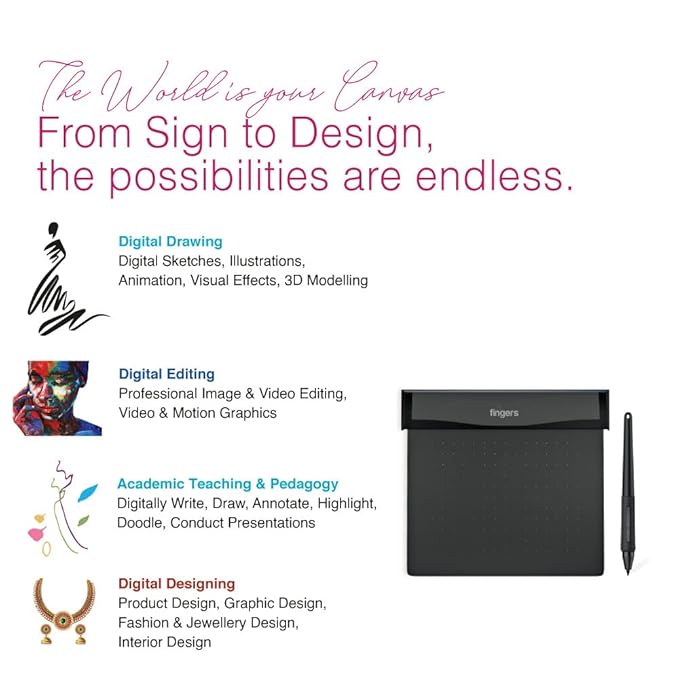 The World is your Canvas
From Sign to Design,
the possibilities are endless.
Digital Drawing
Digital Sketches, Illustrations,
Animation, Visual Effects, 3D Modelling
Digital Editing
Professional Image & Video Editing,
Video & Motion Graphics
fingers
Academic Teaching & Pedagogy
Digitally Write, Draw, Annotate, Highlight,
Doodle, Conduct Presentations
Digital Designing
Product Design, Graphic Design,
Fashion & Jewellery Design,
Interior Design